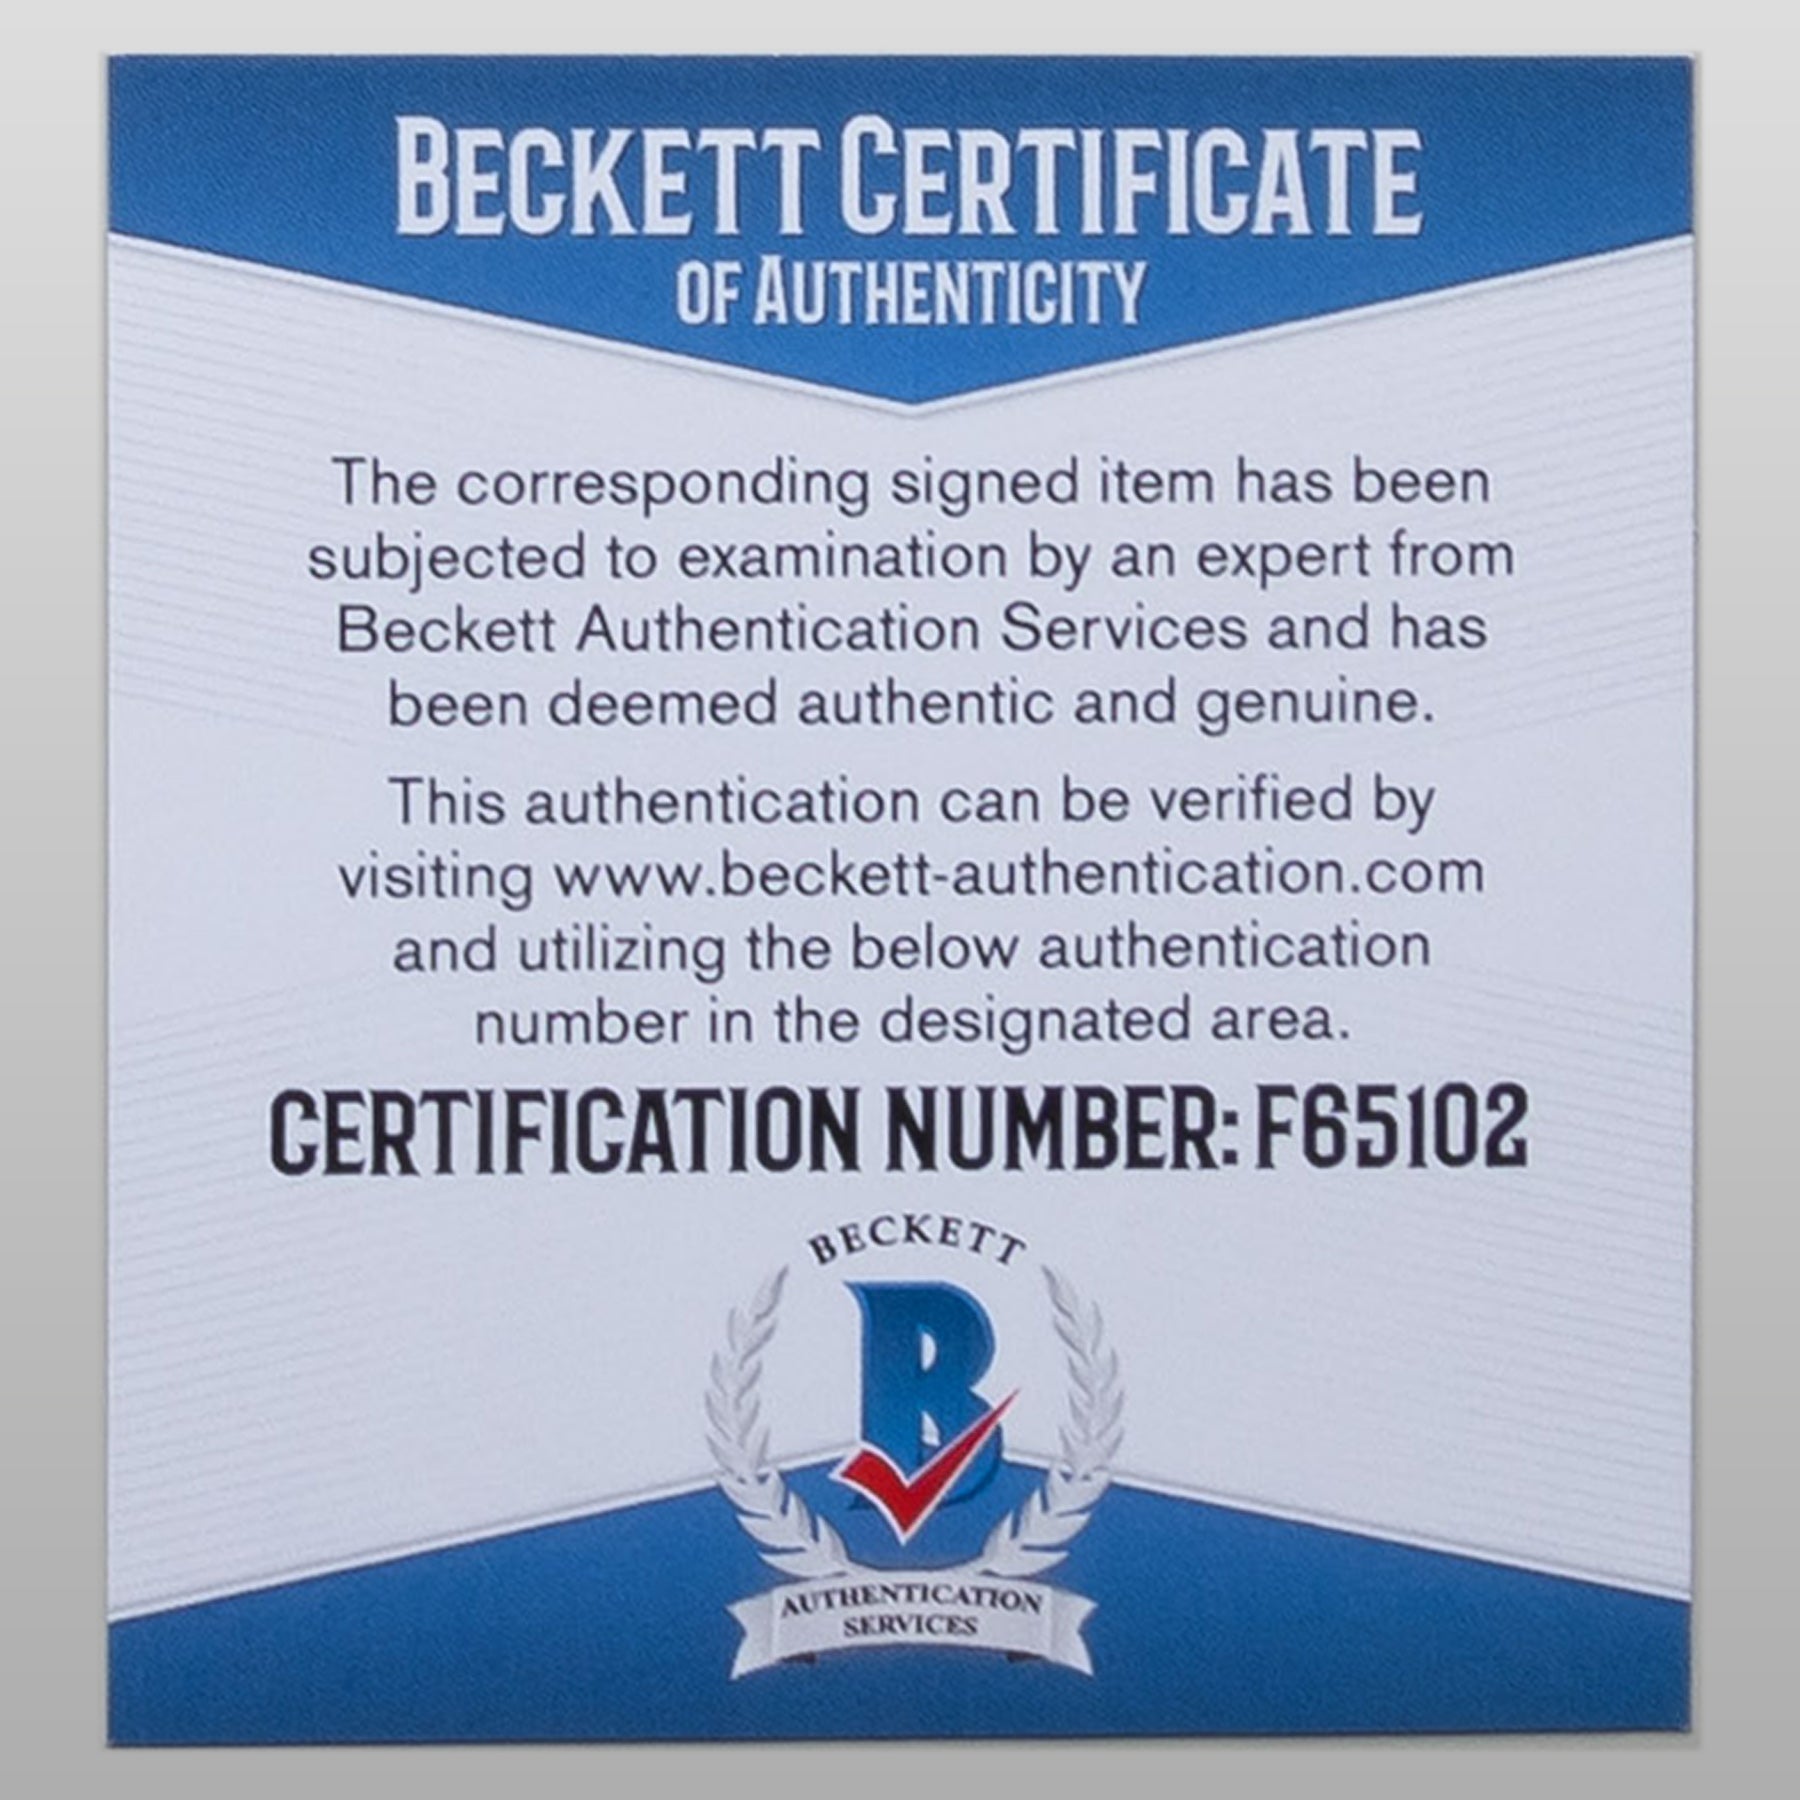 BECKETT CERTIFICATE
OF AUTHENTICITY
The corresponding signed item has been
subjected to examination by an expert from
Beckett Authentication Services and has
been deemed authentic and genuine.
This authentication can be verified by
visiting www.beckett-authentication.com
and utilizing the below authentication
number in the designated area.
CERTIFICATION NUMBER: F65102
BECKETT
B
AUTHENTICATION
SERVICES